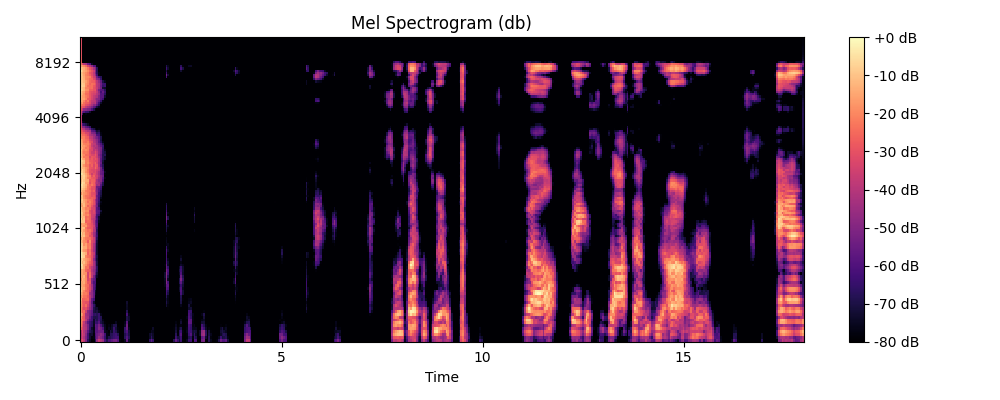 Mel Spectrogram (db)
8192
4096
2048
1024
512
0
Hz
0 5 10 15
Time
+0 dB
-10 dB
-20 dB
-30 dB
-40 dB
-50 dB
-60 dB
-70 dB
-80 dB